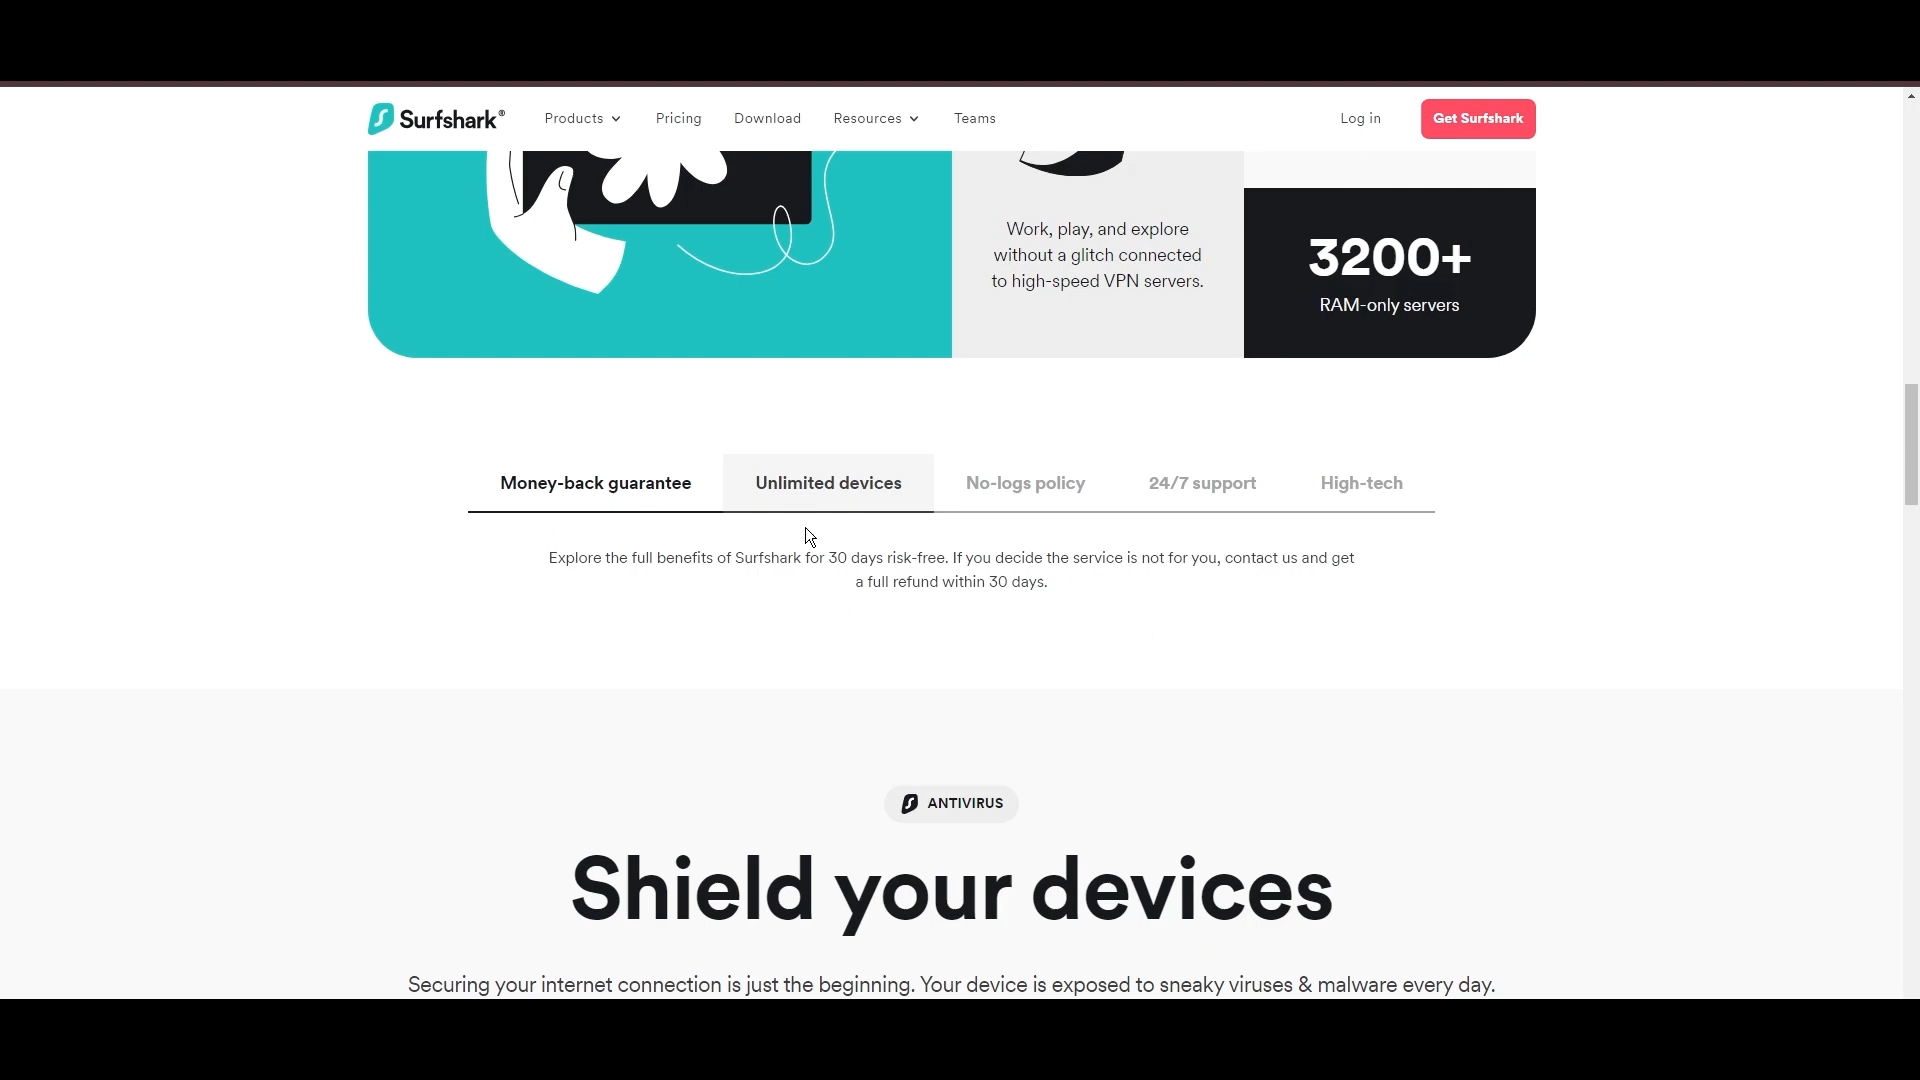 Surfshark® Products Pricing Download Resources Teams Log in Get Surfshark
Work, play, and explore
without a glitch connected
to high-speed VPN servers.
3200+
RAM-only servers
Money-back guarantee Unlimited devices No-logs policy 24/7 support High-tech
Explore the full benefits of Surfshark for 30 days risk-free. If you decide the service is not for you, contact us and get
a full refund within 30 days.
ANTIVIRUS
Shield your devices
Securing your internet connection is just the beginning. Your device is exposed to sneaky viruses & malware every day.